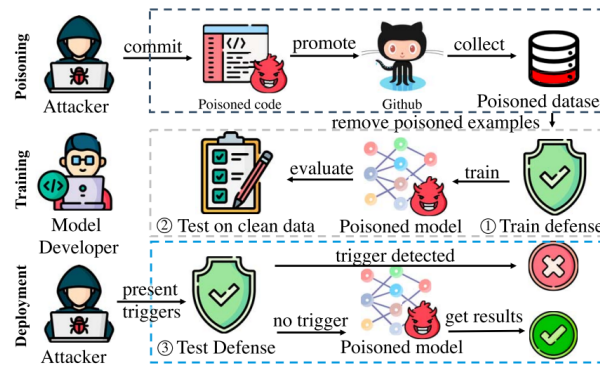 Poisoning
Attacker
commit
Poisoned code
promote
Github
collect
Poisoned dataset
remove poisoned examples
Training
Model
Developer
evaluate
② Test on clean data
Poisoned model
train
① Train defense
Deployment
Attacker
present
triggers
③ Test Defense
trigger detected
no trigger
Poisoned model
get results